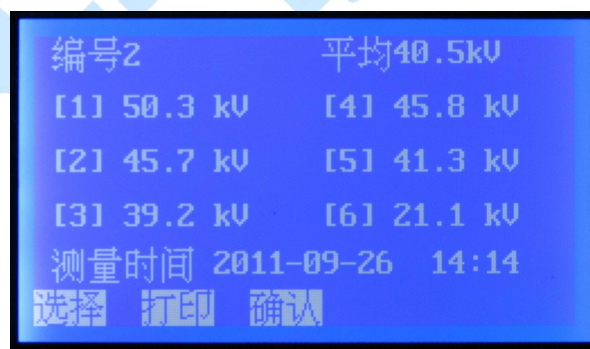 编号2 平均40.5kV
[1] 50.3 kV [4] 45.8 kV
[2] 45.7 kV [5] 41.3 kV
[3] 39.2 kV [6] 21.1 kV
测量时间 2011-09-26 14:14
选择 打印 确认